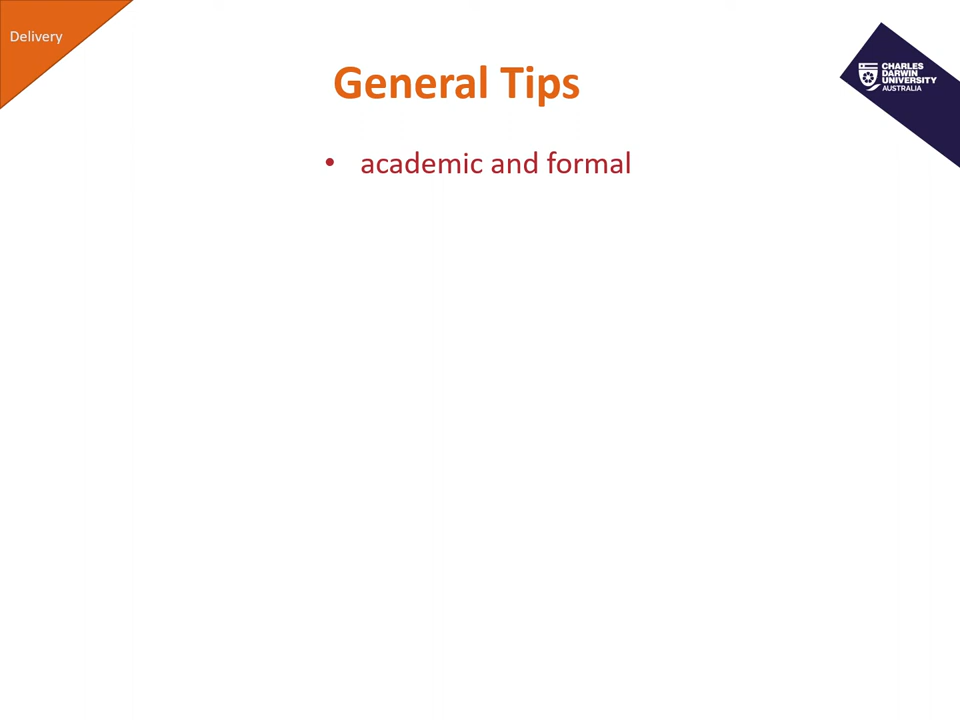 Delivery
General Tips
CHARLES
DARWIN
UNIVERSITY
AUSTRALIA
• academic and formal